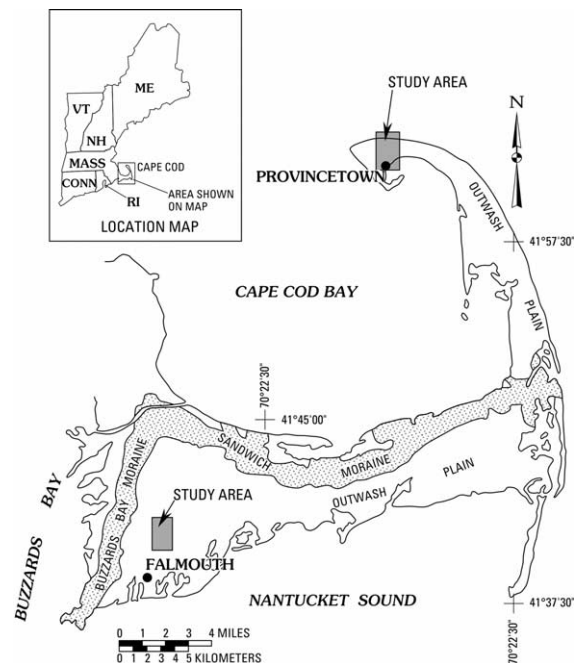 ME
VT
NH
MASS
CONN
RI
CAPE COD
AREA SHOWN
ON MAP
LOCATION MAP
STUDY AREA
N
PROVINCETOWN
OUTWASH
PLAIN
41°57'30"
CAPE COD BAY
70°22'30"
41°45'00"
SANDWICH
MORAINE
BUZZARDS BAY MORAINE
OUTWASH
PLAIN
STUDY AREA
BUZZARDS BAY
FALMOUTH
NANTUCKET SOUND
41°37'30"
70°22'30"
0 1 2 3 4 MILES
0 1 2 3 4 5 KILOMETERS